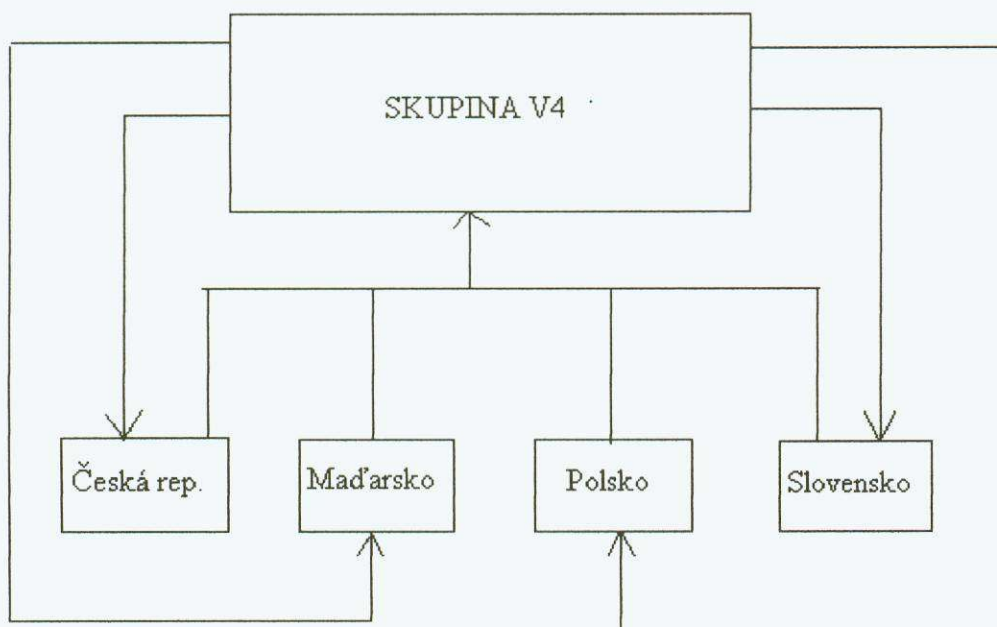 SKUPINA V4
Česká rep.
Maďarsko
Polsko
Slovensko